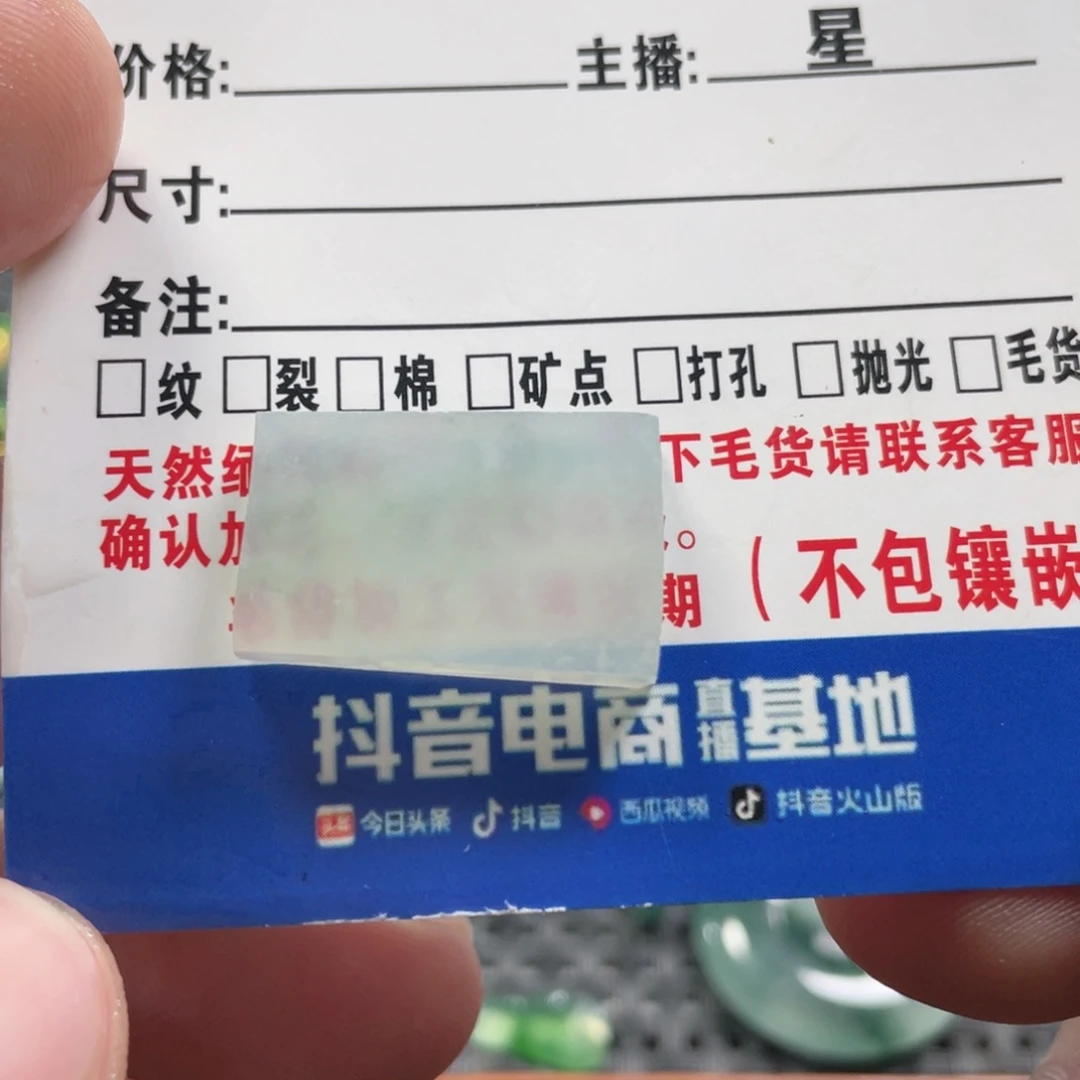 价格: 主播: 星
尺寸:
备注:
纹 裂 棉 矿点 打孔 抛光 毛货
天然 下毛货请联系客服
确认 。(不包镶嵌
期
抖音电商直播基地
头条 今日头条 抖音 西瓜视频 抖音火山版